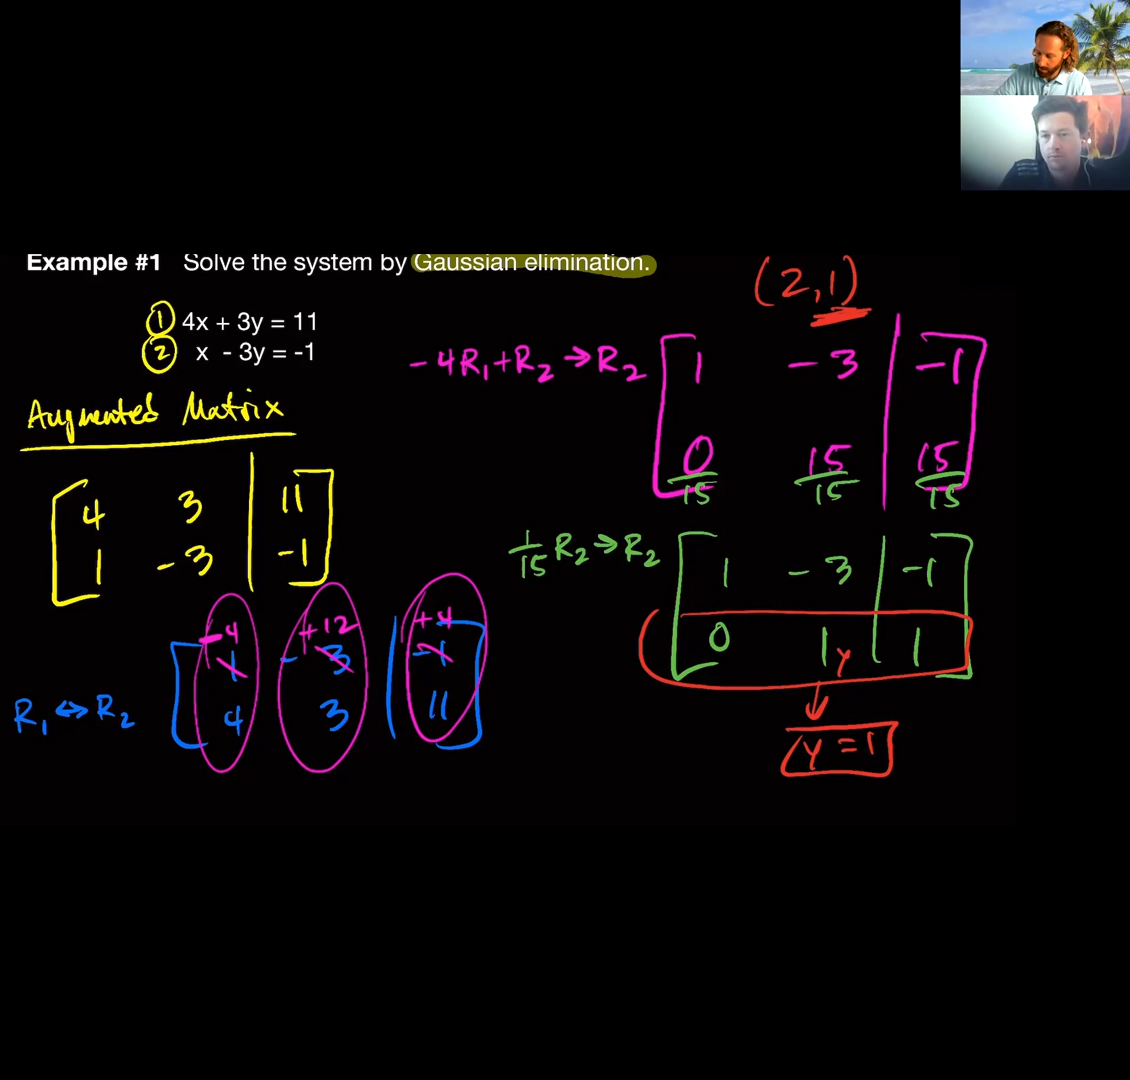 Example #1 Solve the system by Gaussian elimination.
① 4x + 3y = 11
② x - 3y = -1
Augmented Matrix
4 3 | 11
1 -3 | -1
-4 +12 +4
1 -3 | -1
R₁ ↔ R₂
4 3 | 11
(2,1)
-4R₁+R₂ → R₂
1 -3 | -1
0 15 | 15
15 15 15
1/15 R₂ → R₂
1 -3 | -1
0 1y | 1
y = 1